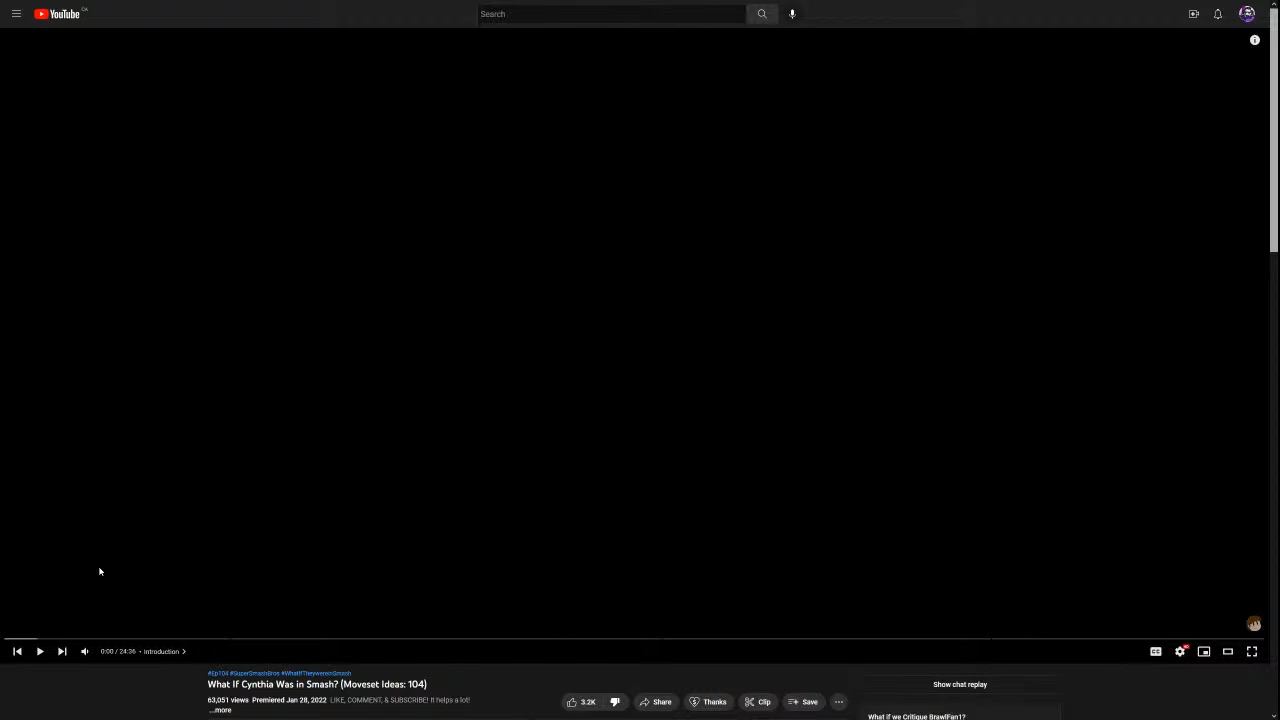 YouTube CA
Search
0:00 / 24:36 • Introduction >
CC
#Ep104 #SuperSmashBros #WhatIfTheywereinSmash
What If Cynthia Was in Smash? (Moveset Ideas: 104)
63,051 views Premiered Jan 28, 2022 LIKE, COMMENT, & SUBSCRIBE! It helps a lot!
...more
3.2K
Share
Thanks
Clip
Save
Show chat replay
What if we Critique BrawlFan1?